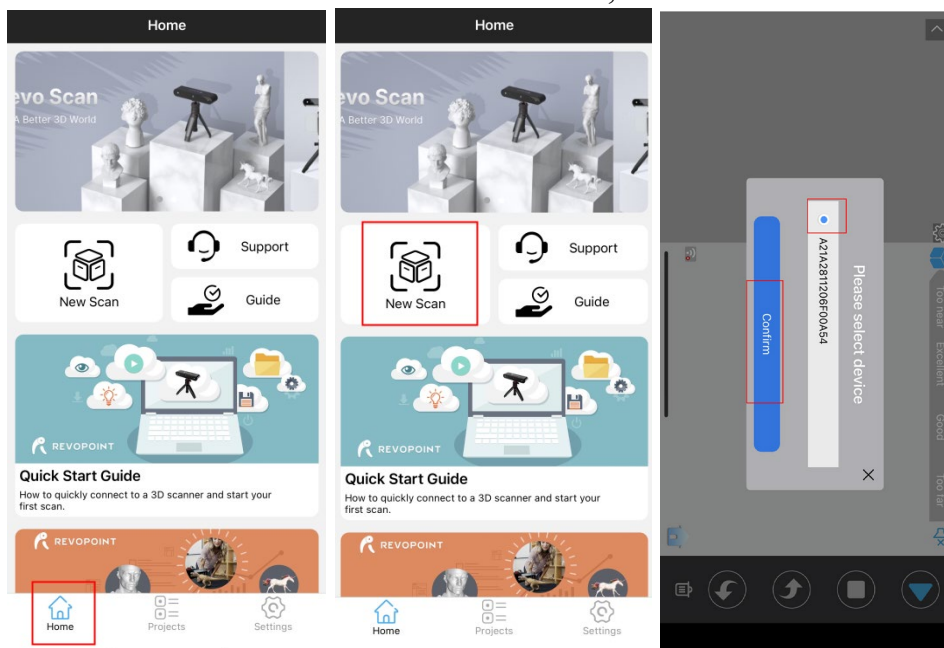 Home
evo Scan
A Better 3D World
New Scan
Support
Guide
REVOPOINT
Quick Start Guide
How to quickly connect to a 3D scanner and start your
first scan.
REVOPOINT
Home
Projects
Settings
Home
evo Scan
A Better 3D World
New Scan
Support
Guide
REVOPOINT
Quick Start Guide
How to quickly connect to a 3D scanner and start your
first scan.
REVOPOINT
Home
Projects
Settings
Please select device
A21A2811206F00A54
Confirm
Too near
Excellent
Good
Too far